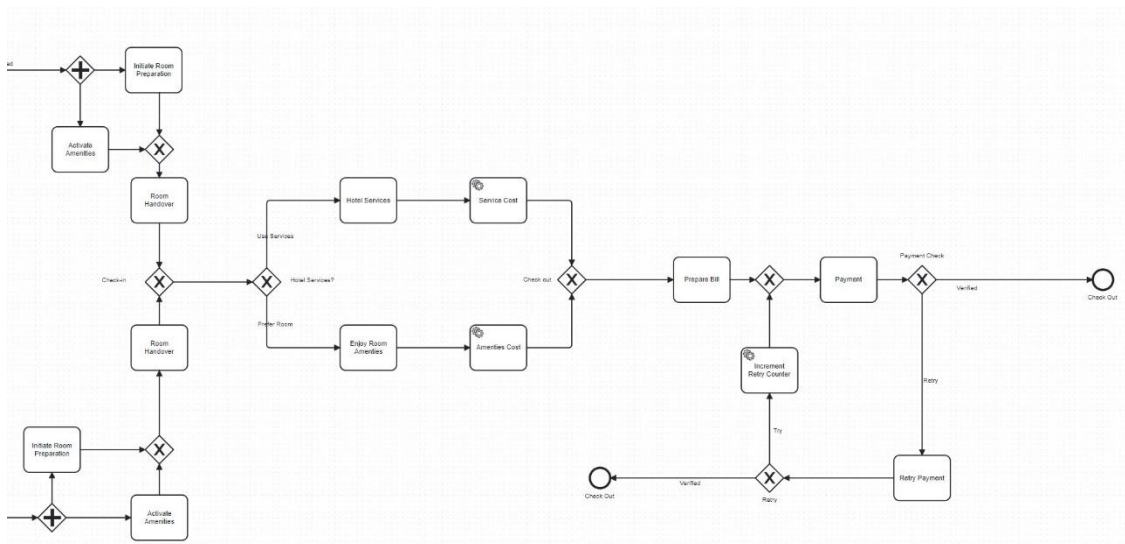 ed
Initiate Room
Preparation
Activate
Amenities
Room
Handover
Check-in
Hotel Services?
Use Services
Prefer Room
Hotel Services
Service Cost
Enjoy Room
Amenities
Amenties Cost
Check out
Prepare Bill
Payment
Payment Check
Verified
Check Out
Retry
Retry Payment
Increment
Retry Counter
Try
Retry
Verified
Check Out
Room
Handover
Initiate Room
Preparation
Activate
Amenities